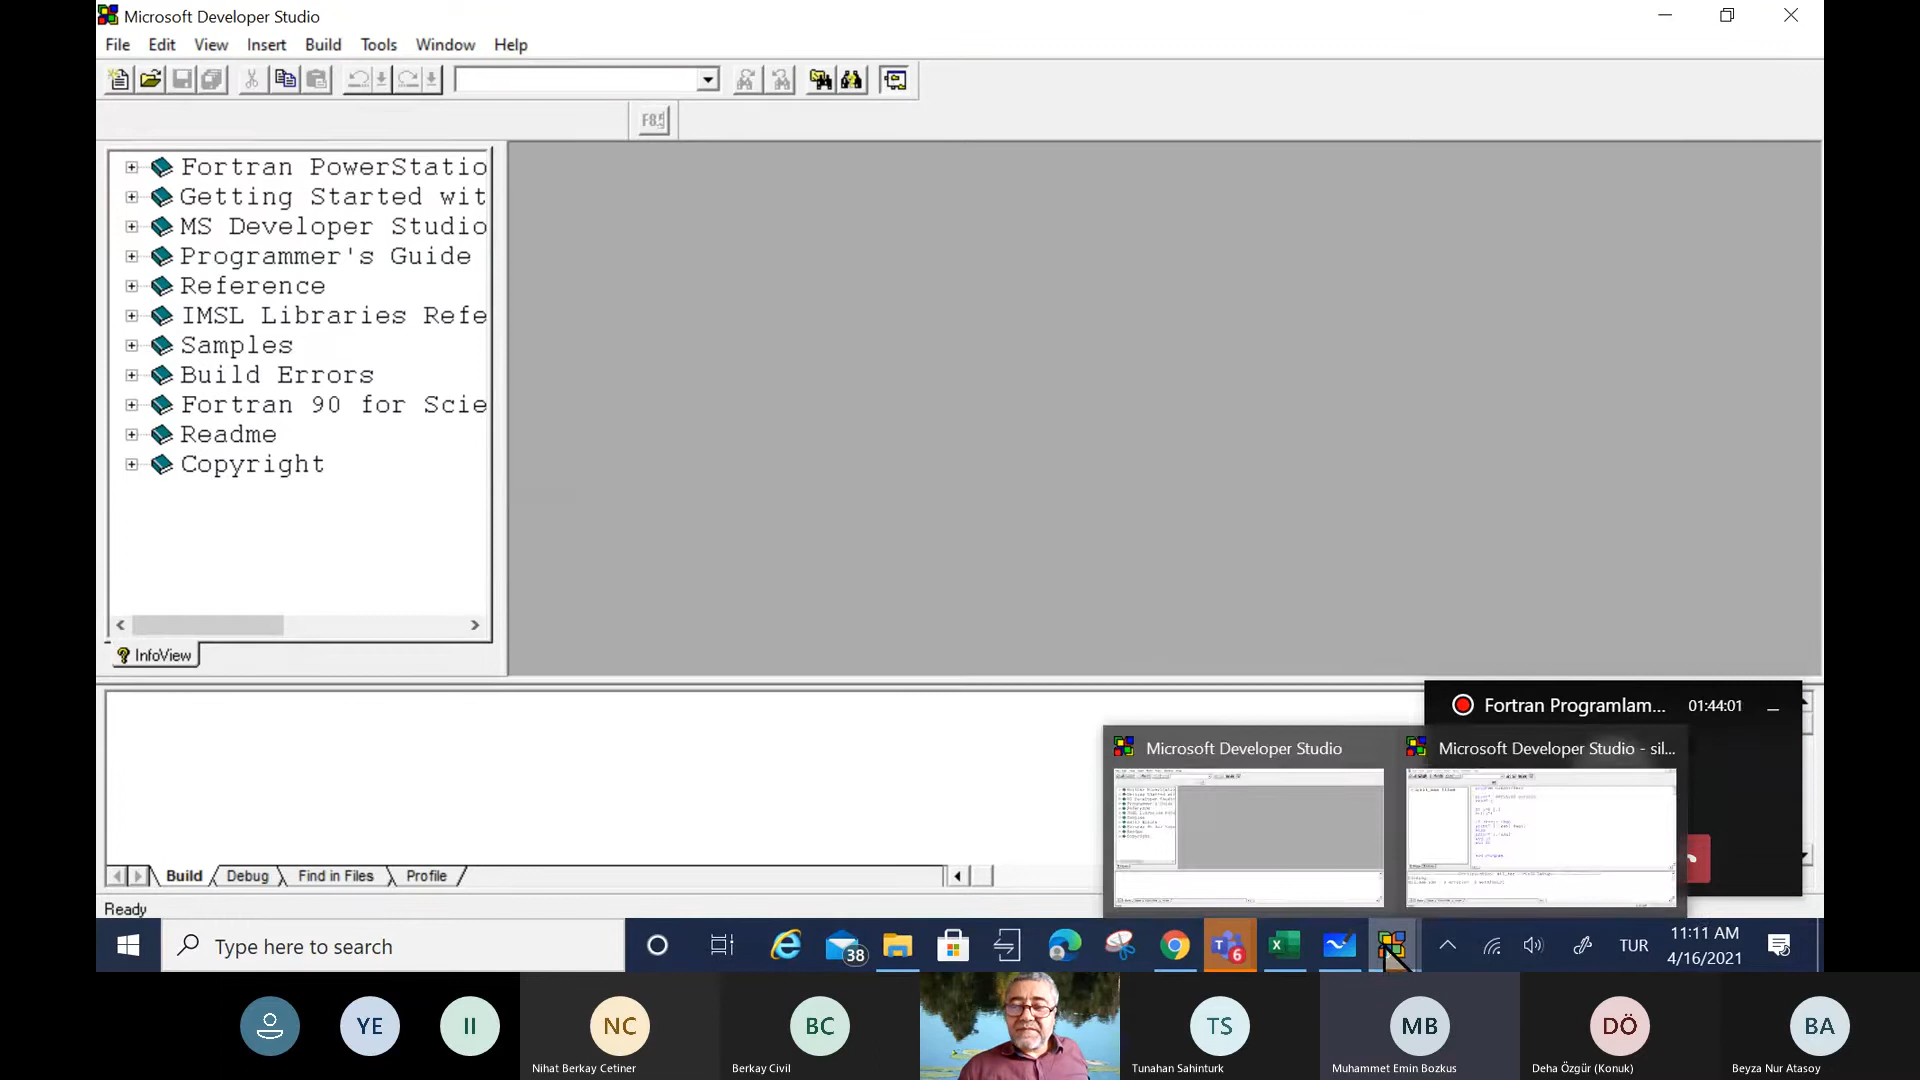 Microsoft Developer Studio
File Edit View Insert Build Tools Window Help
F8
Fortran PowerStatio
Getting Started wit
MS Developer Studio
Programmer's Guide
Reference
IMSL Libraries Refe
Samples
Build Errors
Fortran 90 for Scie
Readme
Copyright
InfoView
Fortran Programlam... 01:44:01
Microsoft Developer Studio
Microsoft Developer Studio - sil...
Build Debug Find in Files Profile
Ready
Type here to search
38
6
TUR
11:11 AM
4/16/2021
YE
II
NC
BC
TS
MB
DÖ
BA
Nihat Berkay Cetiner
Berkay Civil
Tunahan Sahinturk
Muhammet Emin Bozkus
Deha Özgür (Konuk)
Beyza Nur Atasoy